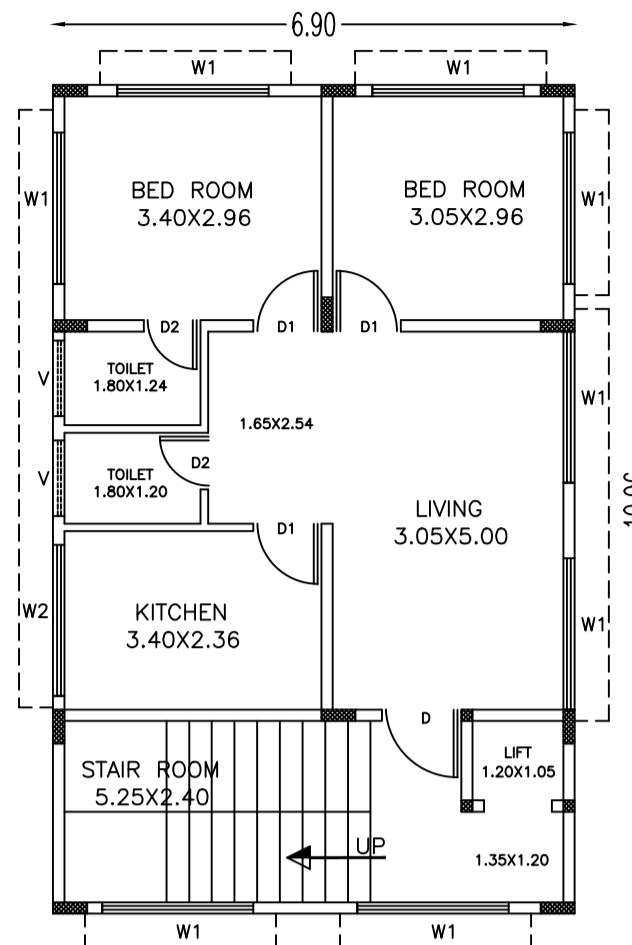 6.90
W1
W1
W1
BED ROOM
3.40X2.96
BED ROOM
3.05X2.96
W1
D2
D1
D1
TOILET
1.80X1.24
V
W1
1.65X2.54
TOILET
1.80X1.20
V
D2
LIVING
3.05X5.00
D1
KITCHEN
3.40X2.36
W2
W1
D
STAIR ROOM
5.25X2.40
LIFT
1.20X1.05
UP
1.35X1.20
W1
W1